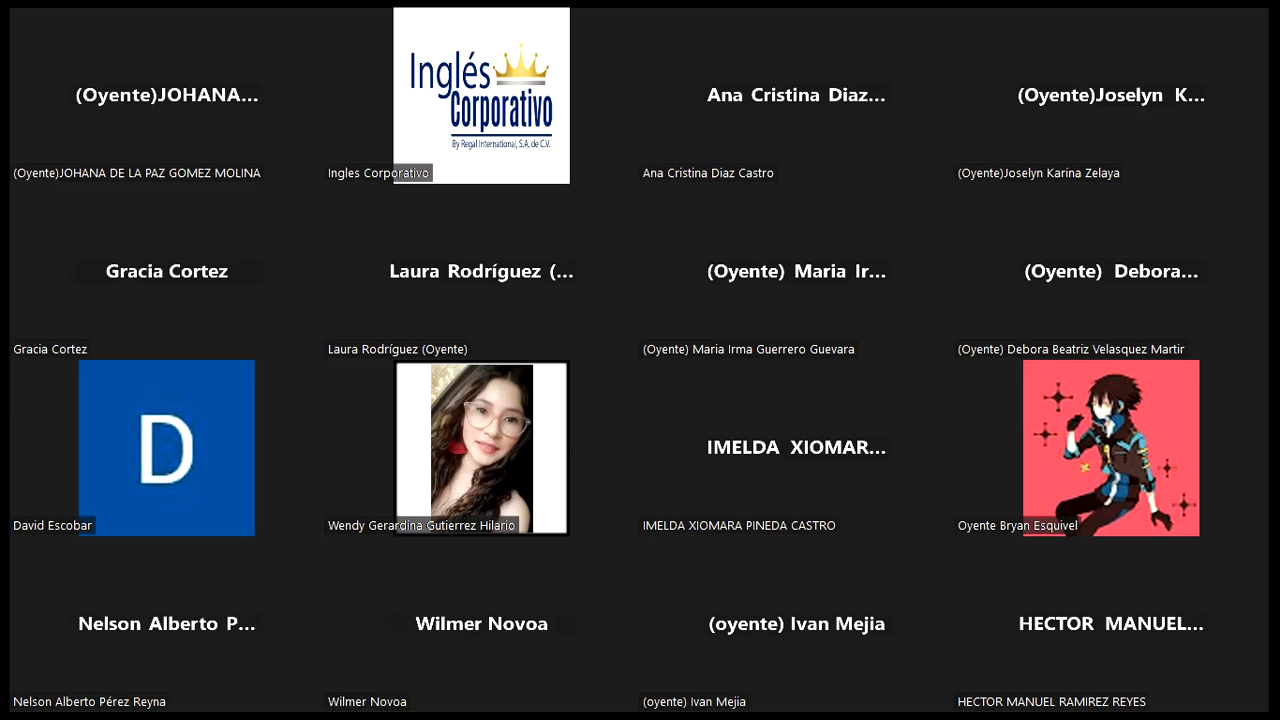 (Oyente)JOHANA...
(Oyente)JOHANA DE LA PAZ GOMEZ MOLINA
Inglés
Corporativo
By Regal International, S.A. de C.V.
Ingles Corporativo
Ana Cristina Diaz...
Ana Cristina Diaz Castro
(Oyente)Joselyn K...
(Oyente)Joselyn Karina Zelaya
Gracia Cortez
Gracia Cortez
Laura Rodríguez (...
Laura Rodríguez (Oyente)
(Oyente) Maria Ir...
(Oyente) Maria Irma Guerrero Guevara
(Oyente) Debora...
(Oyente) Debora Beatriz Velasquez Martir
D
David Escobar
Wendy Gerardina Gutierrez Hilario
IMELDA XIOMAR...
IMELDA XIOMARA PINEDA CASTRO
Oyente Bryan Esquivel
Nelson Alberto P...
Nelson Alberto Pérez Reyna
Wilmer Novoa
Wilmer Novoa
(oyente) Ivan Mejia
(oyente) Ivan Mejia
HECTOR MANUEL...
HECTOR MANUEL RAMIREZ REYES